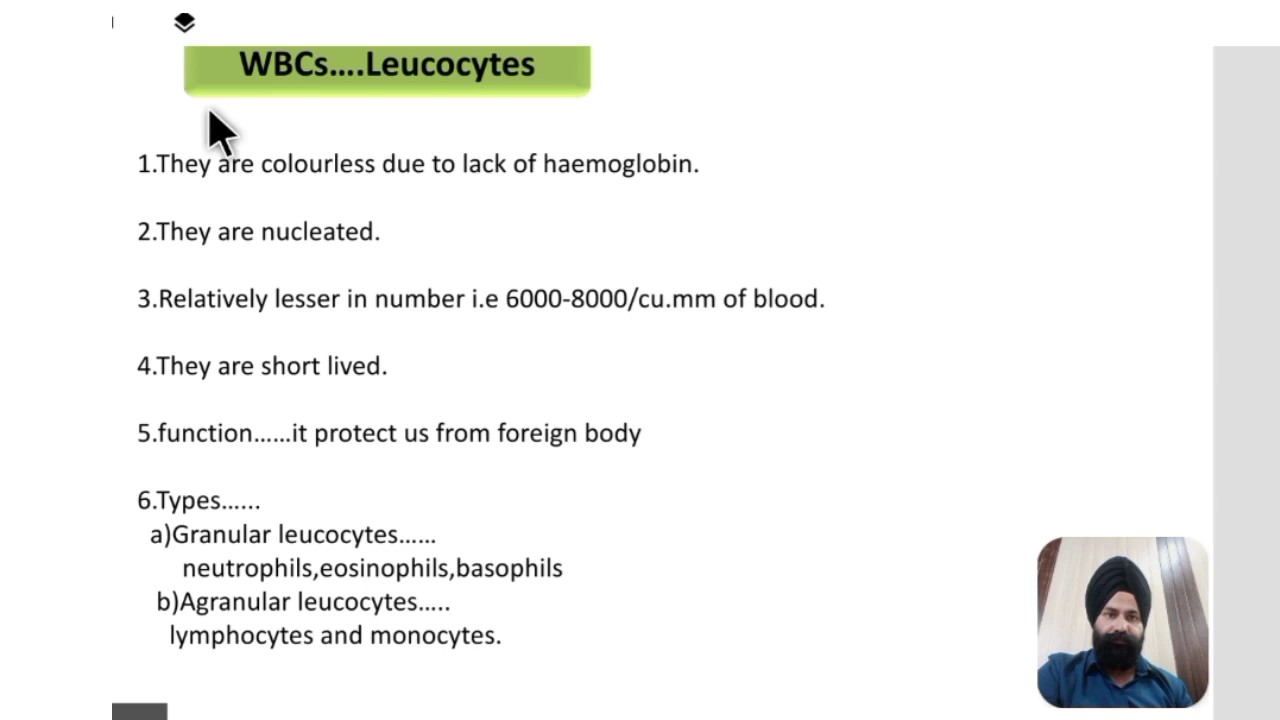 WBCs....Leucocytes
1.They are colourless due to lack of haemoglobin.
2.They are nucleated.
3.Relatively lesser in number i.e 6000-8000/cu.mm of blood.
4.They are short lived.
5.function......it protect us from foreign body
6.Types......
a)Granular leucocytes......
neutrophils,eosinophils,basophils
b)Agranular leucocytes.....
lymphocytes and monocytes.